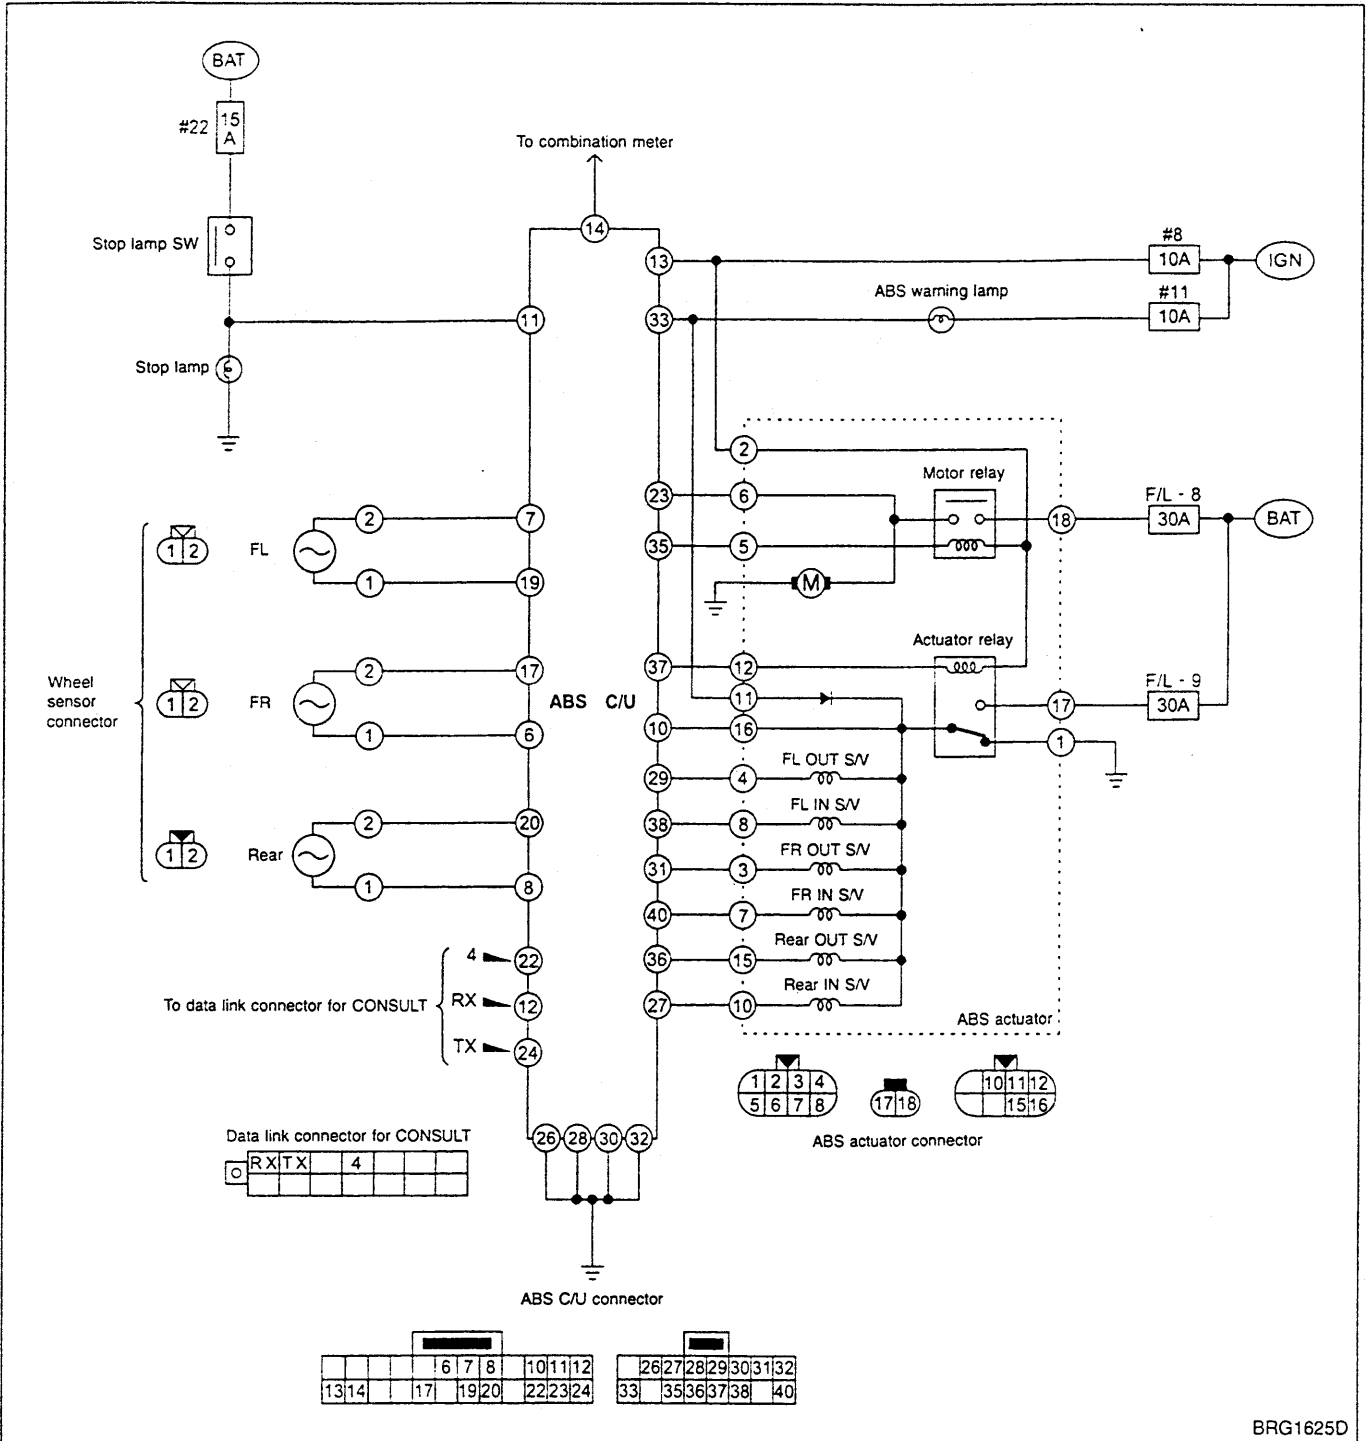 BAT
#22
15
A
To combination meter
14
Stop lamp SW
13
#8
10A
IGN
ABS warning lamp
#11
10A
11
33
Stop lamp
2
Motor relay
23
6
F/L - 8
30A
18
BAT
2
7
1 2
FL
35
5
M
1
19
Actuator relay
37
12
2
17
F/L - 9
30A
17
11
Wheel
sensor
connector
1 2
FR
ABS C/U
10
16
1
1
6
FL OUT S/V
29
4
FL IN S/V
38
8
2
20
1 2
Rear
FR OUT S/V
31
3
1
8
FR IN S/V
40
7
Rear OUT S/V
36
15
4
22
Rear IN S/V
27
10
To data link connector for CONSULT
RX
12
ABS actuator
TX
24
1 2 3 4
5 6 7 8
17 18
10 11 12
15 16
ABS actuator connector
26 28 30 32
Data link connector for CONSULT
RX TX 4
ABS C/U connector
6 7 8 10 11 12
13 14 17 19 20 22 23 24
26 27 28 29 30 31 32
33 35 36 37 38 40
BRG1625D